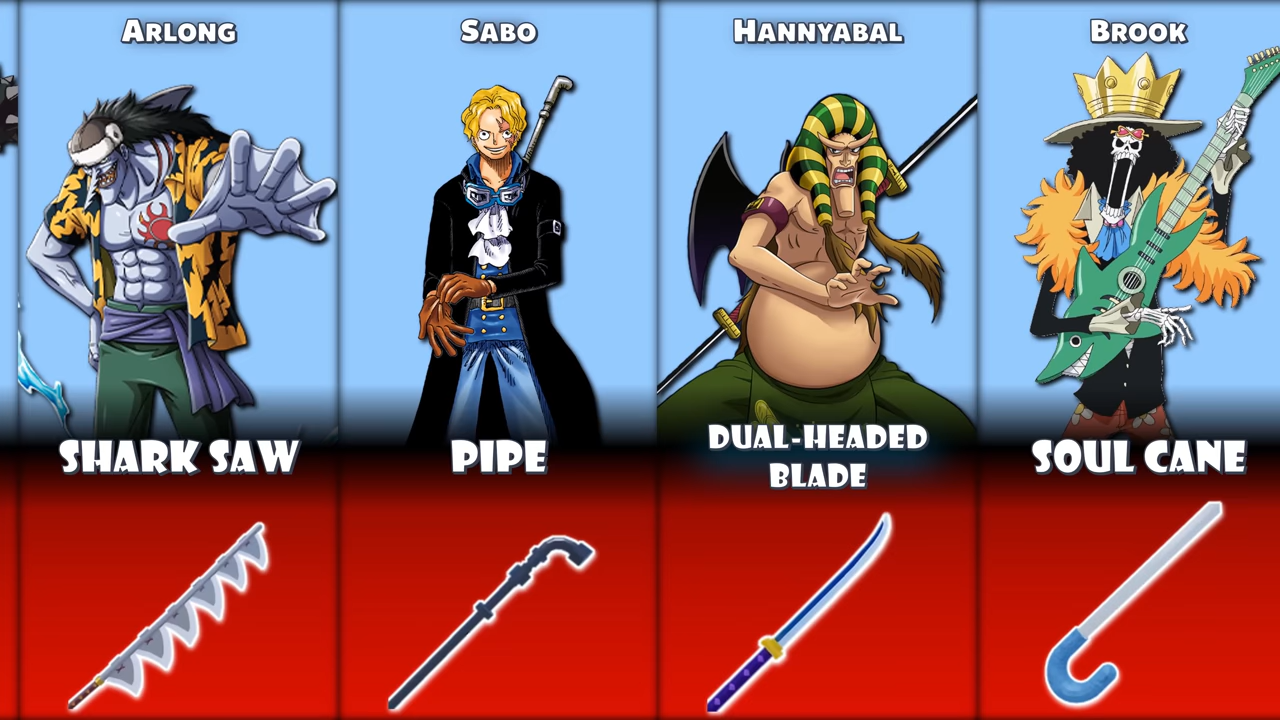 Arlong
Sabo
Hannyabal
Brook
SHARK SAW
PIPE
DUAL-HEADED
BLADE
SOUL CANE